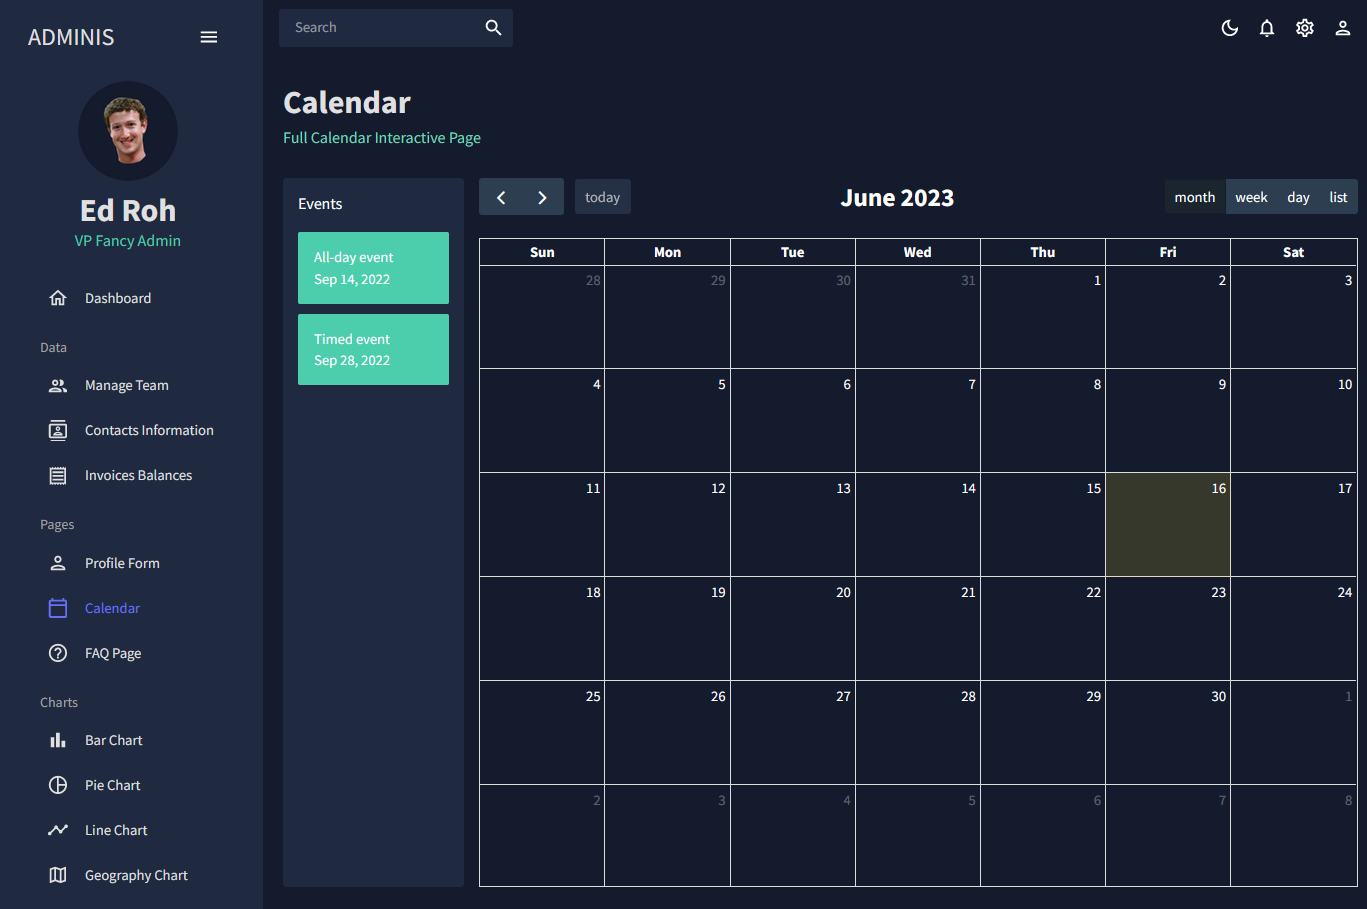 ADMINIS
Search
Ed Roh
VP Fancy Admin
Dashboard
Data
Manage Team
Contacts Information
Invoices Balances
Pages
Profile Form
Calendar
FAQ Page
Charts
Bar Chart
Pie Chart
Line Chart
Geography Chart
Calendar
Full Calendar Interactive Page
Events
All-day event
Sep 14, 2022
Timed event
Sep 28, 2022
today
June 2023
month week day list
Sun Mon Tue Wed Thu Fri Sat
28 29 30 31 1 2 3
4 5 6 7 8 9 10
11 12 13 14 15 16 17
18 19 20 21 22 23 24
25 26 27 28 29 30 1
2 3 4 5 6 7 8